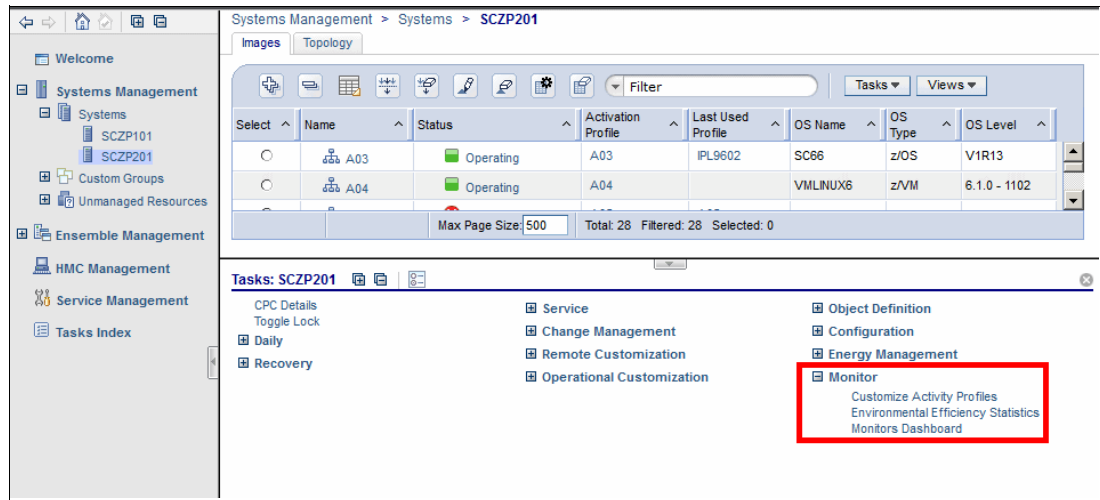 Systems Management > Systems > SCZP201
Images Topology
Welcome
Systems Management
Systems
SCZP101
SCZP201
Custom Groups
Unmanaged Resources
Ensemble Management
HMC Management
Service Management
Tasks Index
Filter Tasks Views
Select Name Status Activation Profile Last Used Profile OS Name OS Type OS Level
A03 Operating A03 IPL9602 SC66 z/OS V1R13
A04 Operating A04 VMLINUX6 z/VM 6.1.0 - 1102
Max Page Size: 500 Total: 28 Filtered: 28 Selected: 0
Tasks: SCZP201
CPC Details
Toggle Lock
Daily
Recovery
Service
Change Management
Remote Customization
Operational Customization
Object Definition
Configuration
Energy Management
Monitor
Customize Activity Profiles
Environmental Efficiency Statistics
Monitors Dashboard